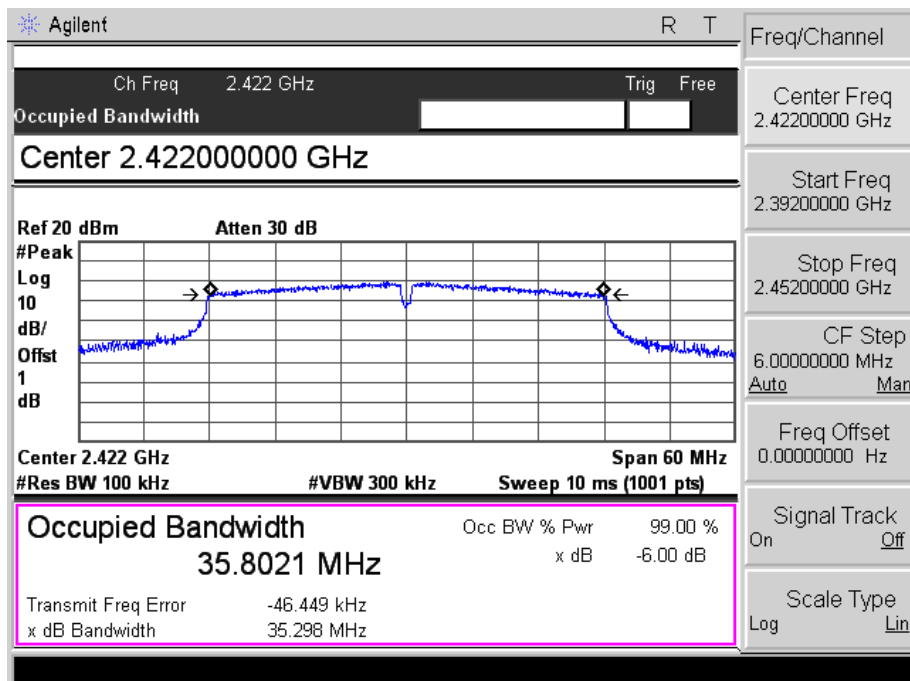 Agilent R T
Ch Freq 2.422 GHz Trig Free
Occupied Bandwidth
Center 2.422000000 GHz
Ref 20 dBm Atten 30 dB
#Peak
Log
10
dB/
Offst
1
dB
Center 2.422 GHz Span 60 MHz
#Res BW 100 kHz #VBW 300 kHz Sweep 10 ms (1001 pts)
Occupied Bandwidth Occ BW % Pwr 99.00 %
35.8021 MHz x dB -6.00 dB
Transmit Freq Error -46.449 kHz
x dB Bandwidth 35.298 MHz
Freq/Channel
Center Freq
2.42200000 GHz
Start Freq
2.39200000 GHz
Stop Freq
2.45200000 GHz
CF Step
6.00000000 MHz
Auto Man
Freq Offset
0.00000000 Hz
Signal Track
On Off
Scale Type
Log Lin